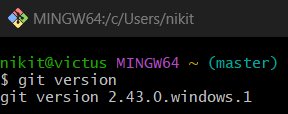 MINGW64:/c/Users/nikit
nikit@victus MINGW64 ~ (master)
$ git version
git version 2.43.0.windows.1